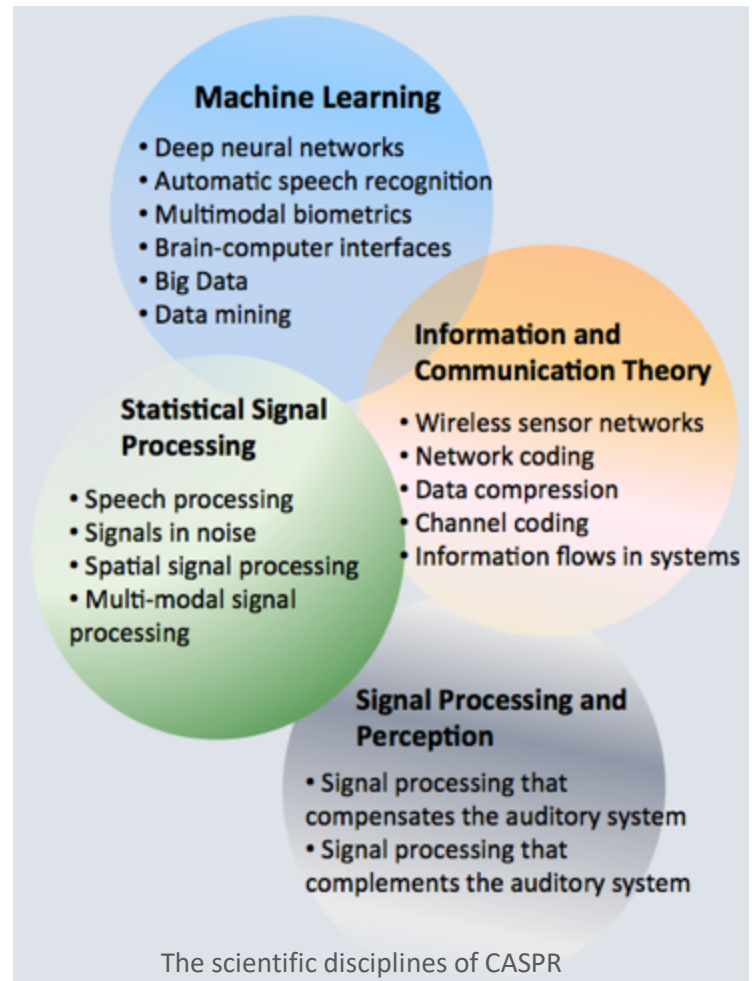 Machine Learning
• Deep neural networks
• Automatic speech recognition
• Multimodal biometrics
• Brain-computer interfaces
• Big Data
• Data mining
Information and
Communication Theory
• Wireless sensor networks
• Network coding
• Data compression
• Channel coding
• Information flows in systems
Statistical Signal
Processing
• Speech processing
• Signals in noise
• Spatial signal processing
• Multi-modal signal
processing
Signal Processing and
Perception
• Signal processing that
compensates the auditory system
• Signal processing that
complements the auditory system
The scientific disciplines of CASPR